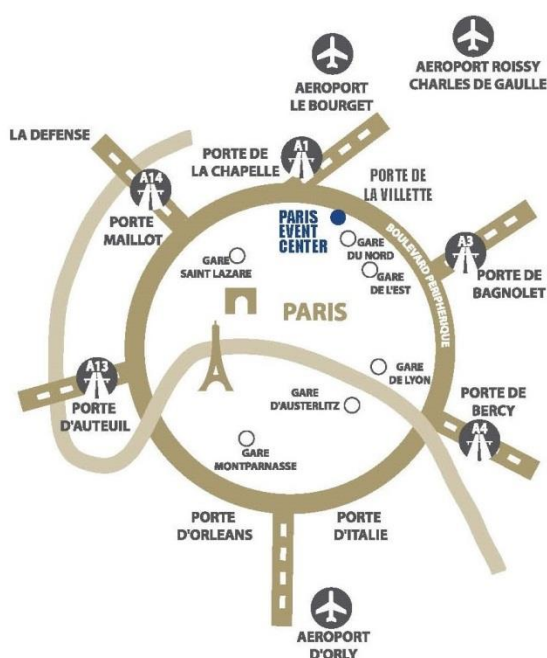 AEROPORT
LE BOURGET
AEROPORT ROISSY
CHARLES DE GAULLE
LA DEFENSE
PORTE DE
LA CHAPELLE
A1
PORTE DE
LA VILLETTE
A14
PORTE
MAILLOT
PARIS
EVENT
CENTER
GARE
DU NORD
GARE
SAINT LAZARE
GARE
DE L'EST
BOULEVARD PERIPHERIQUE
A3
PORTE DE
BAGNOLET
PARIS
A13
PORTE
D'AUTEUIL
GARE
DE LYON
GARE
D'AUSTERLITZ
PORTE DE
BERCY
A4
GARE
MONTPARNASSE
PORTE
D'ORLEANS
PORTE
D'ITALIE
AEROPORT
D'ORLY